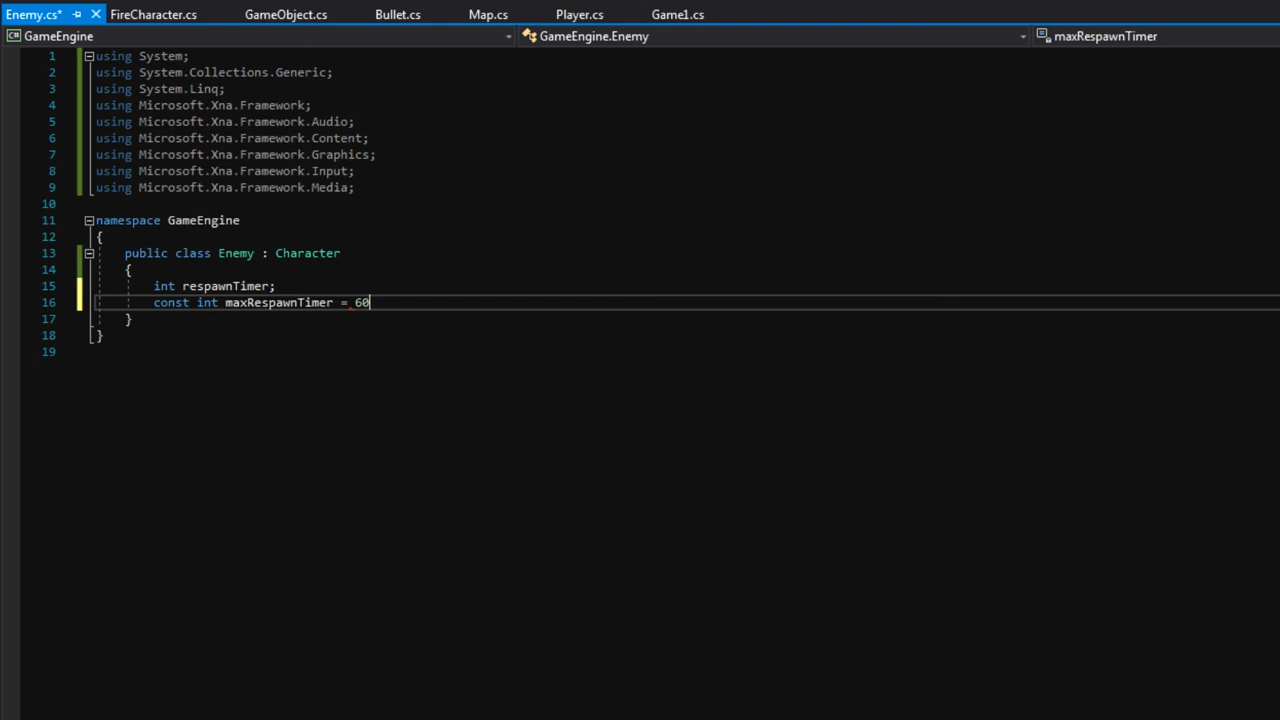 Enemy.cs* FireCharacter.cs GameObject.cs Bullet.cs Map.cs Player.cs Game1.cs
GameEngine GameEngine.Enemy maxRespawnTimer
1 using System;
2 using System.Collections.Generic;
3 using System.Linq;
4 using Microsoft.Xna.Framework;
5 using Microsoft.Xna.Framework.Audio;
6 using Microsoft.Xna.Framework.Content;
7 using Microsoft.Xna.Framework.Graphics;
8 using Microsoft.Xna.Framework.Input;
9 using Microsoft.Xna.Framework.Media;
10
11 namespace GameEngine
12 {
13 public class Enemy : Character
14 {
15 int respawnTimer;
16 const int maxRespawnTimer = 60
17 }
18 }
19